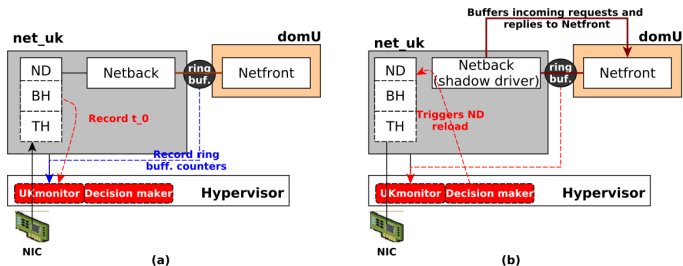 net_uk
domU
ND
BH
TH
Netback
ring
buf.
Netfront
Record t_0
Record ring
buff. counters
UKmonitor
Decision maker
Hypervisor
NIC
(a)
Buffers incoming requests and
replies to Netfront
net_uk
domU
ND
BH
TH
Netback
(shadow driver)
ring
buf.
Netfront
Triggers ND
reload
UKmonitor
Decision maker
Hypervisor
NIC
(b)